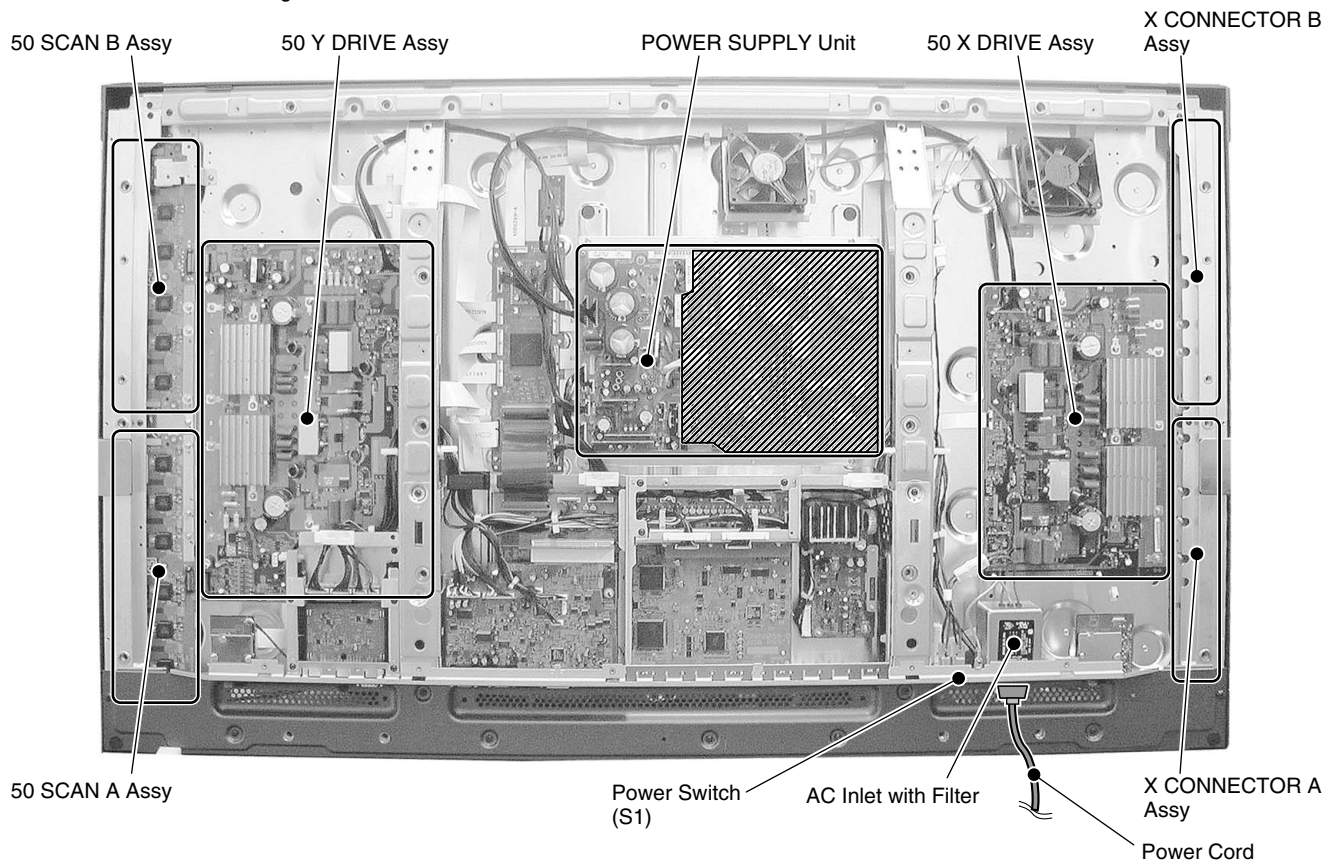 X CONNECTOR B
Assy
50 SCAN B Assy
50 Y DRIVE Assy
POWER SUPPLY Unit
50 X DRIVE Assy
50 SCAN A Assy
Power Switch
(S1)
AC Inlet with Filter
X CONNECTOR A
Assy
Power Cord